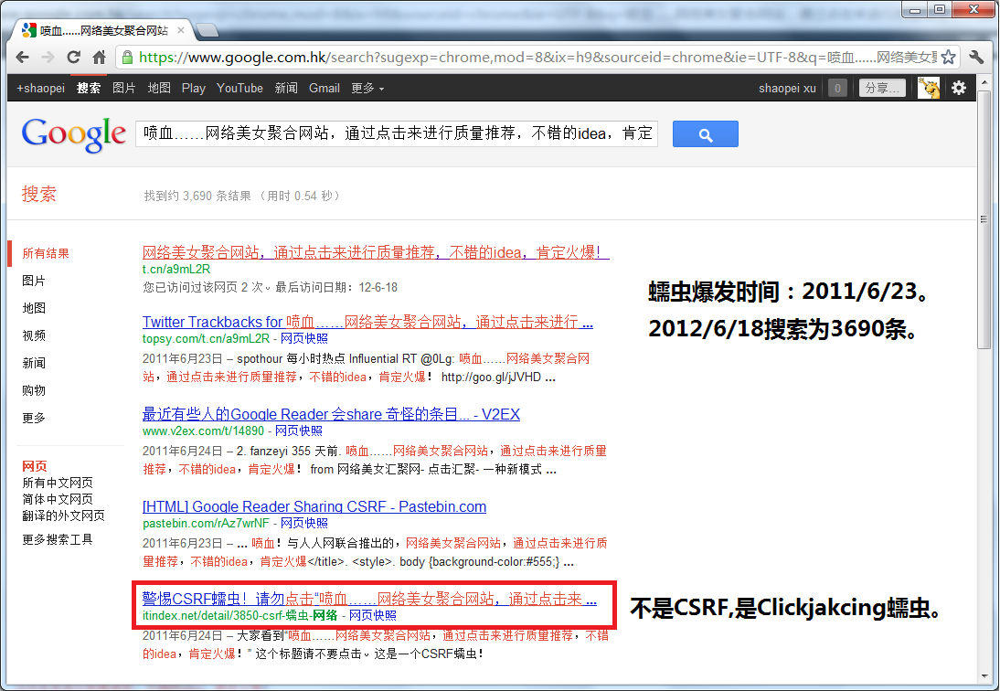 喷血……网络美女聚合网站
https://www.google.com.hk/search?sugexp=chrome,mod=8&ix=h9&sourceid=chrome&ie=UTF-8&q=喷血……网络美女
+shaopei 搜索 图片 地图 Play YouTube 新闻 Gmail 更多 shaopei xu 0 分享…
Google 喷血……网络美女聚合网站，通过点击来进行质量推荐，不错的idea，肯定
搜索 找到约 3,690 条结果 （用时 0.54 秒）
所有结果
图片
地图
视频
新闻
购物
更多
网页
所有中文网页
简体中文网页
翻译的外文网页
更多搜索工具
网络美女聚合网站，通过点击来进行质量推荐，不错的idea，肯定火爆！
t.cn/a9mL2R
您已访问过该网页 2 次。最后访问日期：12-6-18
Twitter Trackbacks for 喷血……网络美女聚合网站，通过点击来进行 ...
topsy.com/t.cn/a9mL2R - 网页快照
2011年6月23日 – spothour 每小时热点 Influential RT @0Lg: 喷血……网络美女聚合网
站，通过点击来进行质量推荐，不错的idea，肯定火爆！ http://goo.gl/jJVHD ...
最近有些人的Google Reader 会share 奇怪的条目... - V2EX
www.v2ex.com/t/14890 - 网页快照
2011年6月24日 – 2. fanzeyi 355 天前. 喷血……网络美女聚合网站，通过点击来进行质量
推荐，不错的idea，肯定火爆！ from 网络美女汇聚网- 点击汇聚- 一种新模式 ...
[HTML] Google Reader Sharing CSRF - Pastebin.com
pastebin.com/rAz7wrNF - 网页快照
2011年6月23日 – ... 喷血！与人人网联合推出的，网络美女聚合网站，通过点击来进行质
量推荐，不错的idea，肯定火爆</title>. <style>. body {background-color:#555;} ...
警惕CSRF蠕虫！请勿点击“喷血……网络美女聚合网站，通过点击来 ...
itindex.net/detail/3850-csrf-蠕虫-网络 - 网页快照
2011年6月24日 – 大家看到“喷血……网络美女聚合网站，通过点击来进行质量推荐，不错
的idea，肯定火爆！” 这个标题请不要点击。这是一个CSRF蠕虫！
蠕虫爆发时间：2011/6/23。
2012/6/18搜索为3690条。
不是CSRF,是Clickjakcing蠕虫。